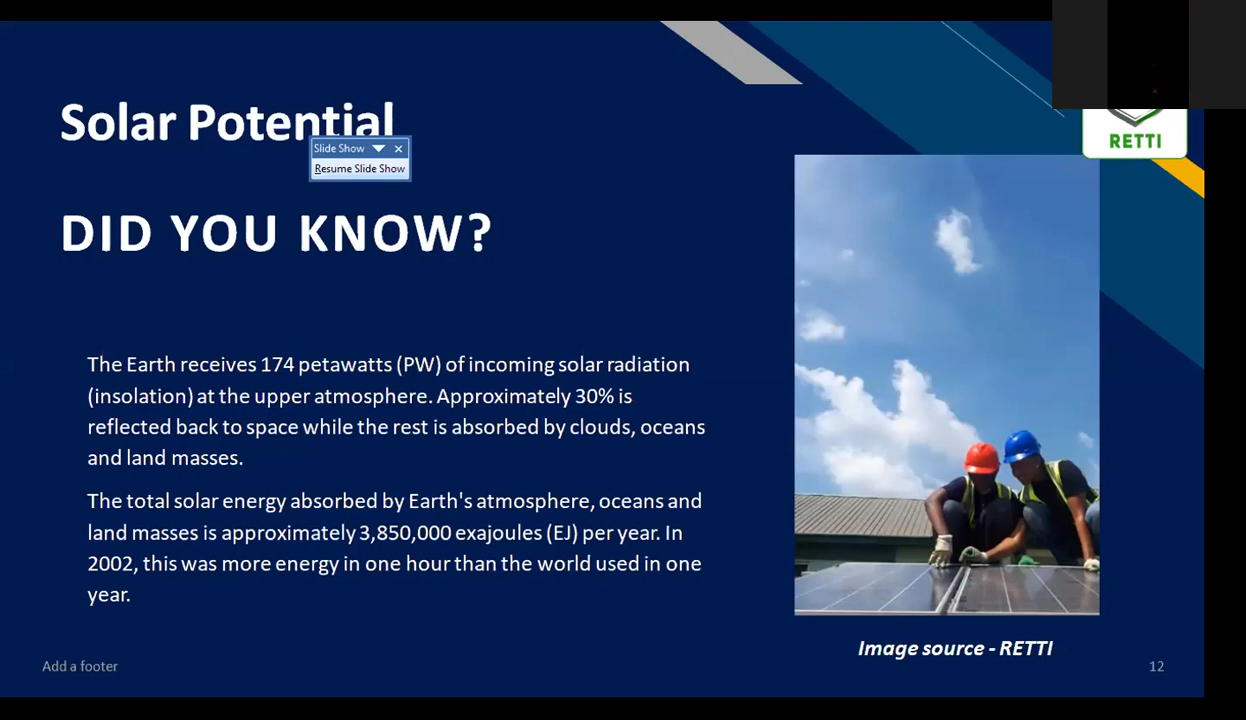 Solar Potential
Slide Show
Resume Slide Show
RETTI
DID YOU KNOW?
The Earth receives 174 petawatts (PW) of incoming solar radiation
(insolation) at the upper atmosphere. Approximately 30% is
reflected back to space while the rest is absorbed by clouds, oceans
and land masses.
The total solar energy absorbed by Earth's atmosphere, oceans and
land masses is approximately 3,850,000 exajoules (EJ) per year. In
2002, this was more energy in one hour than the world used in one
year.
Image source - RETTI
Add a footer
12